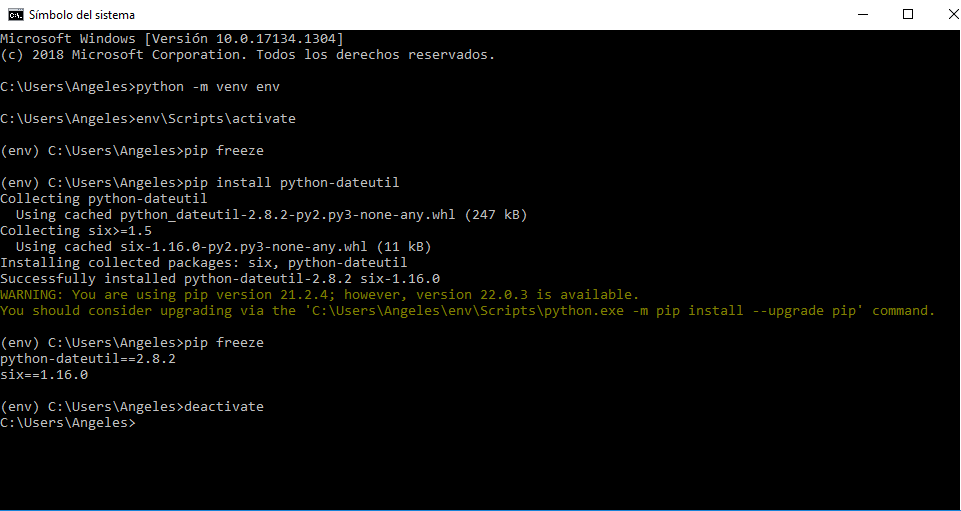 Símbolo del sistema
Microsoft Windows [Versión 10.0.17134.1304]
(c) 2018 Microsoft Corporation. Todos los derechos reservados.
C:\Users\Angeles>python -m venv env
C:\Users\Angeles>env\Scripts\activate
(env) C:\Users\Angeles>pip freeze
(env) C:\Users\Angeles>pip install python-dateutil
Collecting python-dateutil
  Using cached python_dateutil-2.8.2-py2.py3-none-any.whl (247 kB)
Collecting six>=1.5
  Using cached six-1.16.0-py2.py3-none-any.whl (11 kB)
Installing collected packages: six, python-dateutil
Successfully installed python-dateutil-2.8.2 six-1.16.0
WARNING: You are using pip version 21.2.4; however, version 22.0.3 is available.
You should consider upgrading via the 'C:\Users\Angeles\env\Scripts\python.exe -m pip install --upgrade pip' command.
(env) C:\Users\Angeles>pip freeze
python-dateutil==2.8.2
six==1.16.0
(env) C:\Users\Angeles>deactivate
C:\Users\Angeles>